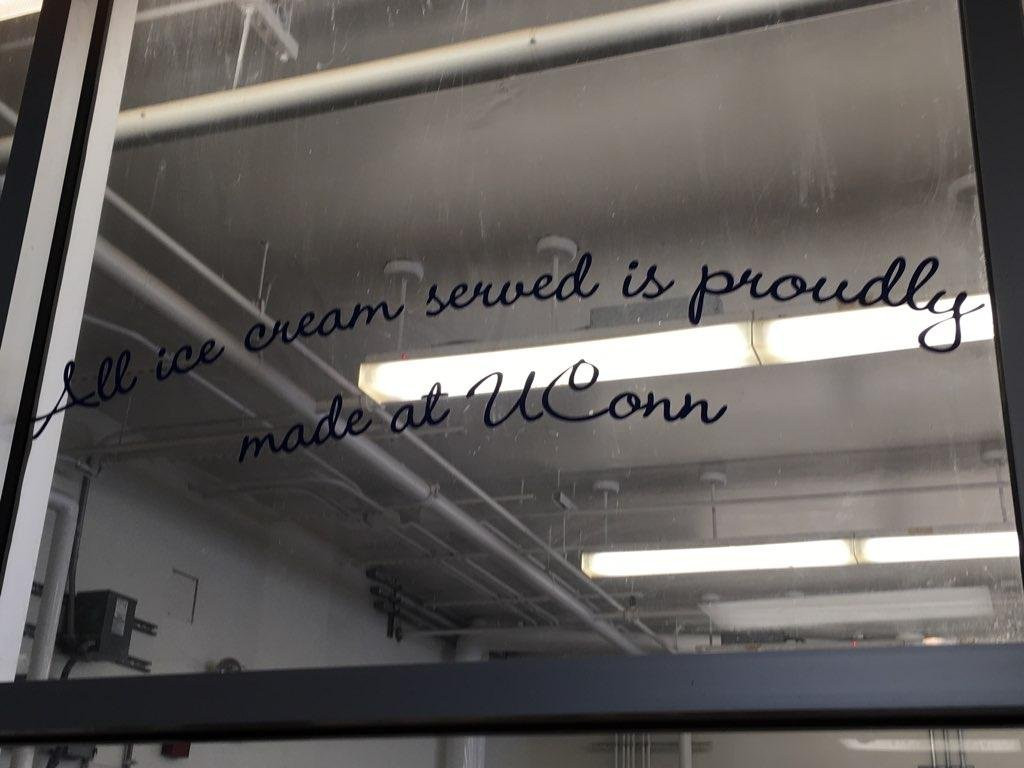 All ice cream served is proudly
made at UConn